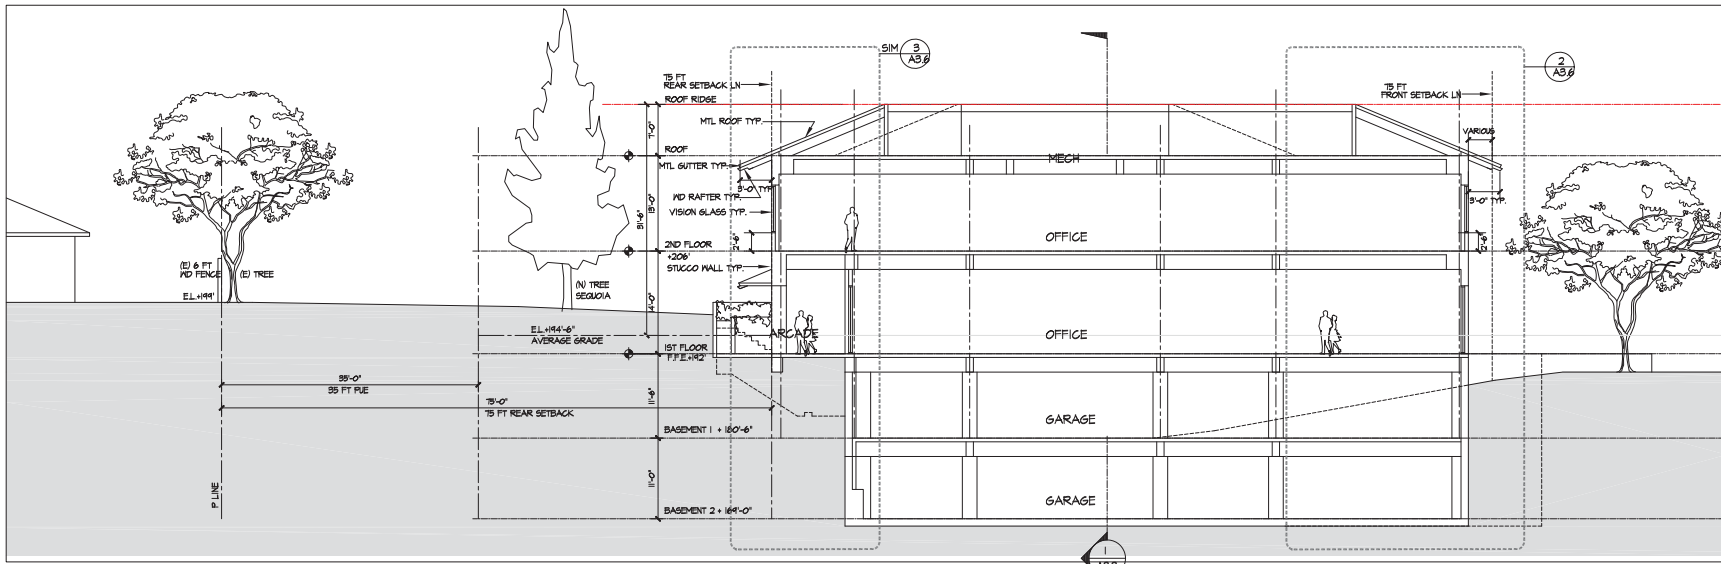 SIM
3
A3.6
2
A3.6
75 FT
REAR SETBACK LN
ROOF RIDGE
75 FT
FRONT SETBACK LN
MTL ROOF TYP.
VARIOUS
7'-0"
ROOF
MECH
MTL GUTTER TYP.
3'-0" TYP.
WD RAFTER TYP.
3'-0" TYP.
VISION GLASS TYP.
13'-0"
31'-6"
2'-6"
OFFICE
2'-6"
2ND FLOOR
+206'
STUCCO WALL TYP.
(E) 6 FT
WD FENCE
(E) TREE
(N) TREE
SEQUOIA
E.L.+199'
14'-0"
E.L.+194'-6"
AVERAGE GRADE
ARCADE
OFFICE
1ST FLOOR
F.F.E.+192'
35'-0"
35 FT PUE
75'-0"
75 FT REAR SETBACK
11'-6"
GARAGE
BASEMENT 1 + 180'-6"
11'-0"
P LINE
GARAGE
BASEMENT 2 + 169'-0"
1